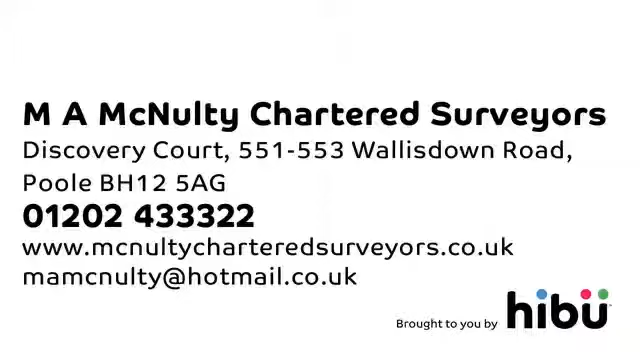 M A McNulty Chartered Surveyors
Discovery Court, 551-553 Wallisdown Road,
Poole BH12 5AG
01202 433322
www.mcnultycharteredsurveyors.co.uk
mamcnulty@hotmail.co.uk
Brought to you by hibü